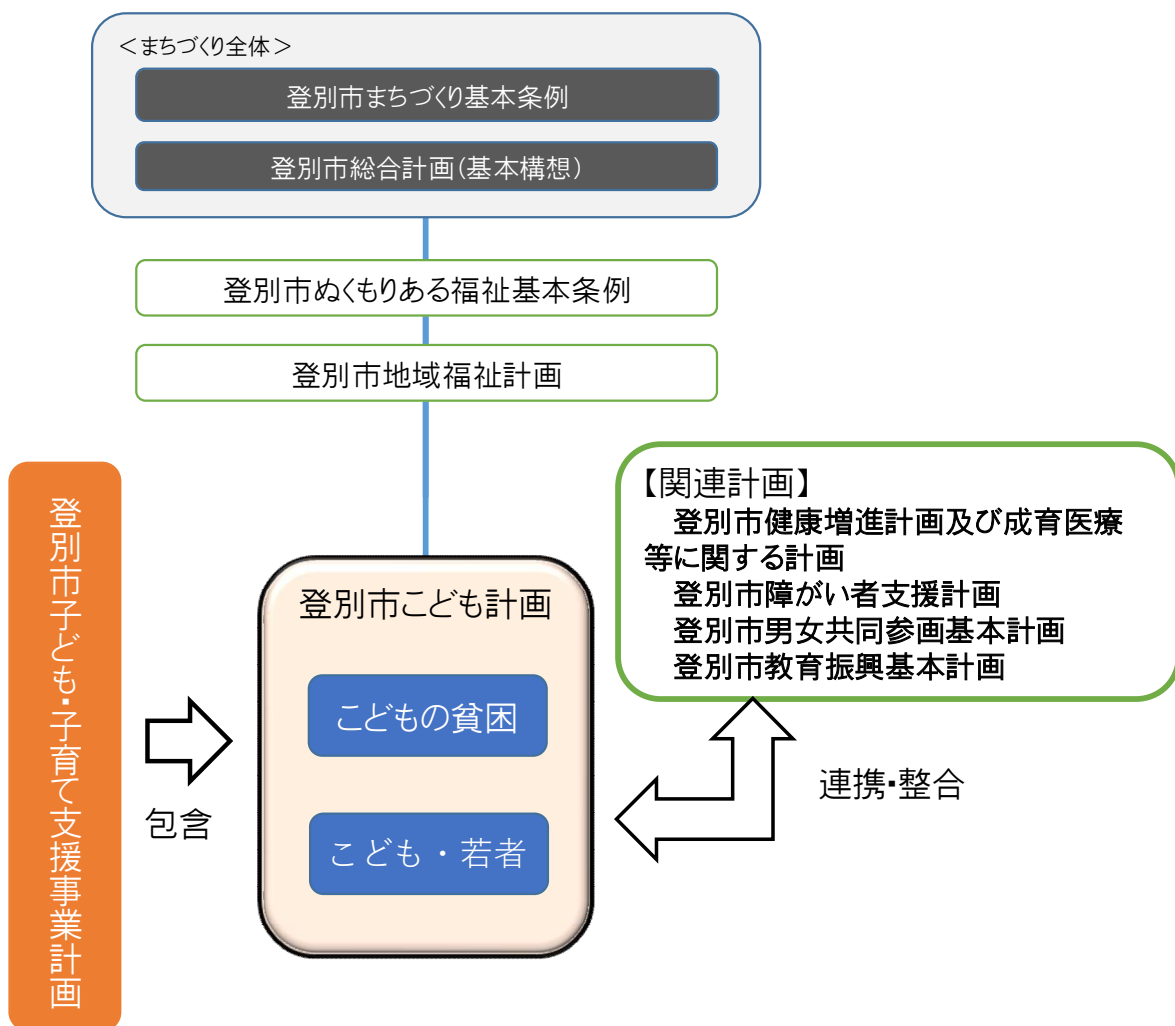 ＜まちづくり全体＞
登別市まちづくり基本条例
登別市総合計画(基本構想)
登別市ぬくもりある福祉基本条例
登別市地域福祉計画
登別市子ども・子育て支援事業計画
包含
登別市こども計画
こどもの貧困
こども・若者
【関連計画】
登別市健康増進計画及び成育医療
等に関する計画
登別市障がい者支援計画
登別市男女共同参画基本計画
登別市教育振興基本計画
連携・整合